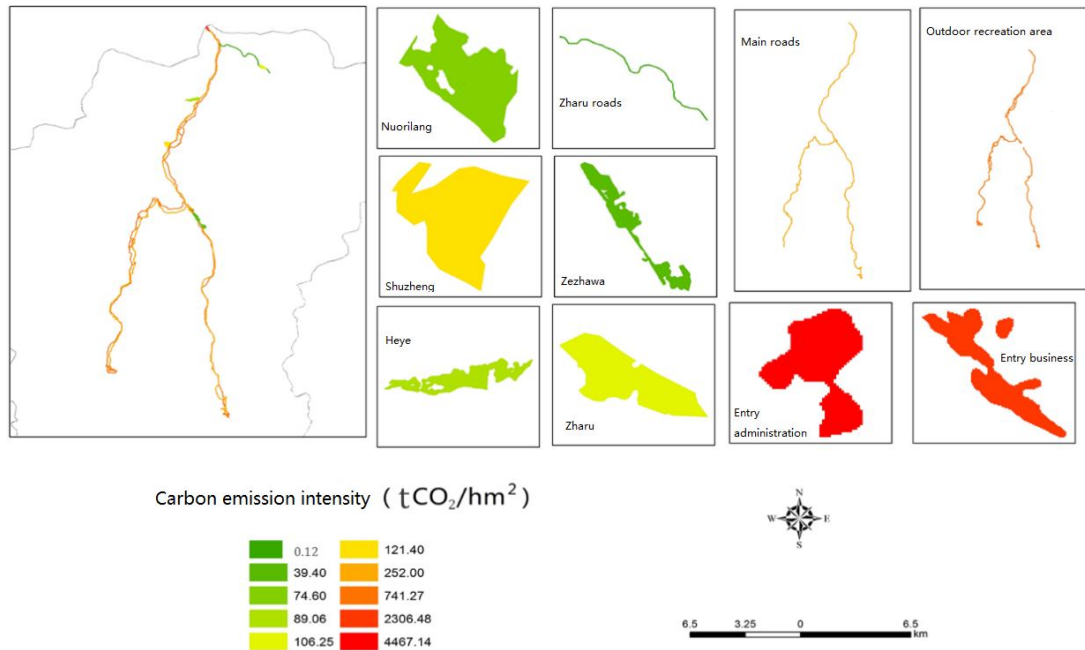 Nuorilang
Zharu roads
Main roads
Outdoor recreation area
Shuzheng
Zezhawa
Heye
Zharu
Entry
administration
Entry business
Carbon emission intensity（tCO₂/hm²）
0.12
39.40
74.60
89.06
106.25
121.40
252.00
741.27
2306.48
4467.14
N
W E
S
6.5 3.25 0 6.5
km